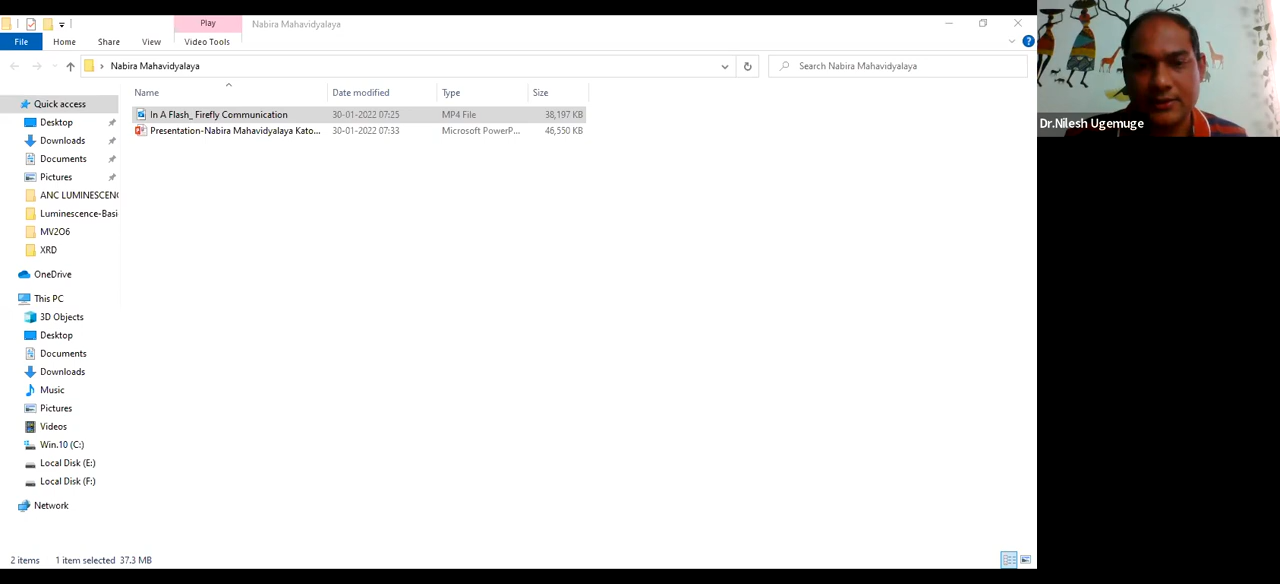 Play
Nabira Mahavidyalaya
File
Home
Share
View
Video Tools
Nabira Mahavidyalaya
Search Nabira Mahavidyalaya
Name
Date modified
Type
Size
In A Flash_ Firefly Communication
30-01-2022 07:25
MP4 File
38,197 KB
Presentation-Nabira Mahavidyalaya Kato...
30-01-2022 07:33
Microsoft PowerP...
46,550 KB
Quick access
Desktop
Downloads
Documents
Pictures
ANC LUMINESCENC
Luminescence-Basi
MV2O6
XRD
OneDrive
This PC
3D Objects
Desktop
Documents
Downloads
Music
Pictures
Videos
Win.10 (C:)
Local Disk (E:)
Local Disk (F:)
Network
2 items
1 item selected 37.3 MB
Dr.Nilesh Ugemuge